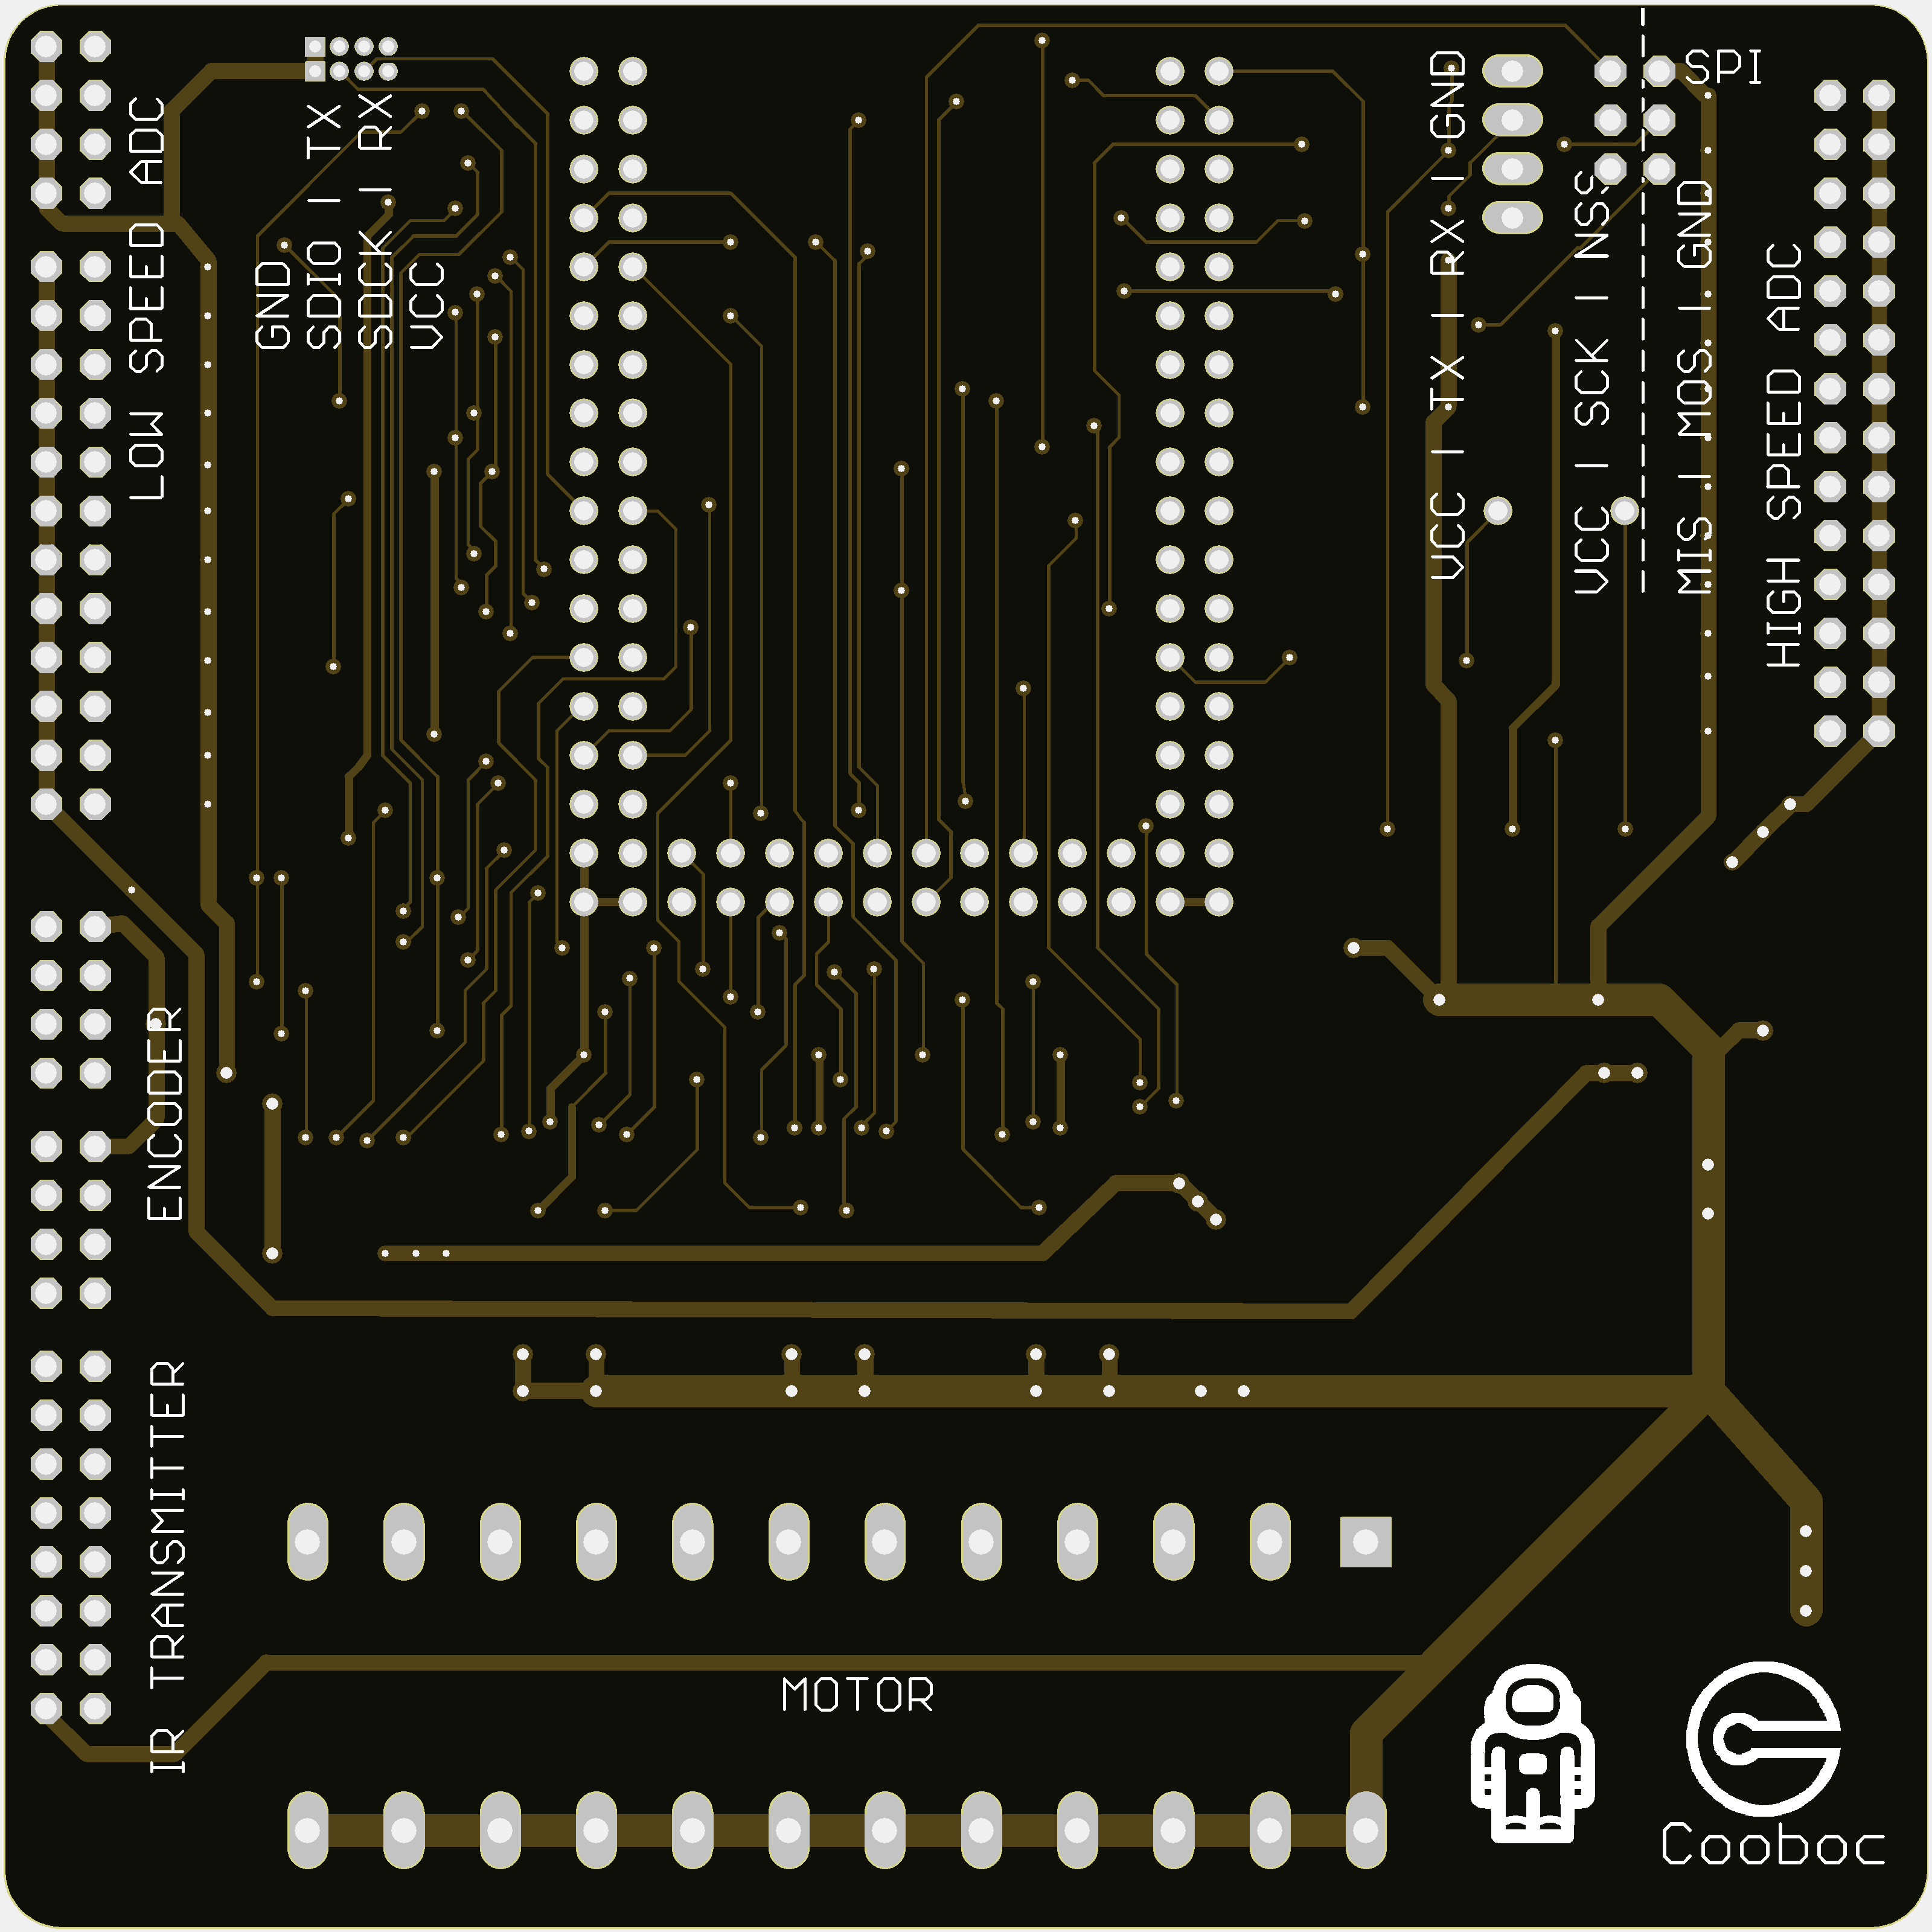 SPI
LOW SPEED ADC
GND
SDIO | TX
SDCK | RX
VCC
VCC | TX | RX | GND
VCC | SCK | NSS
MIS | MOS | GND
HIGH SPEED ADC
ENCODER
IR TRANSMITTER
MOTOR
Cooboc